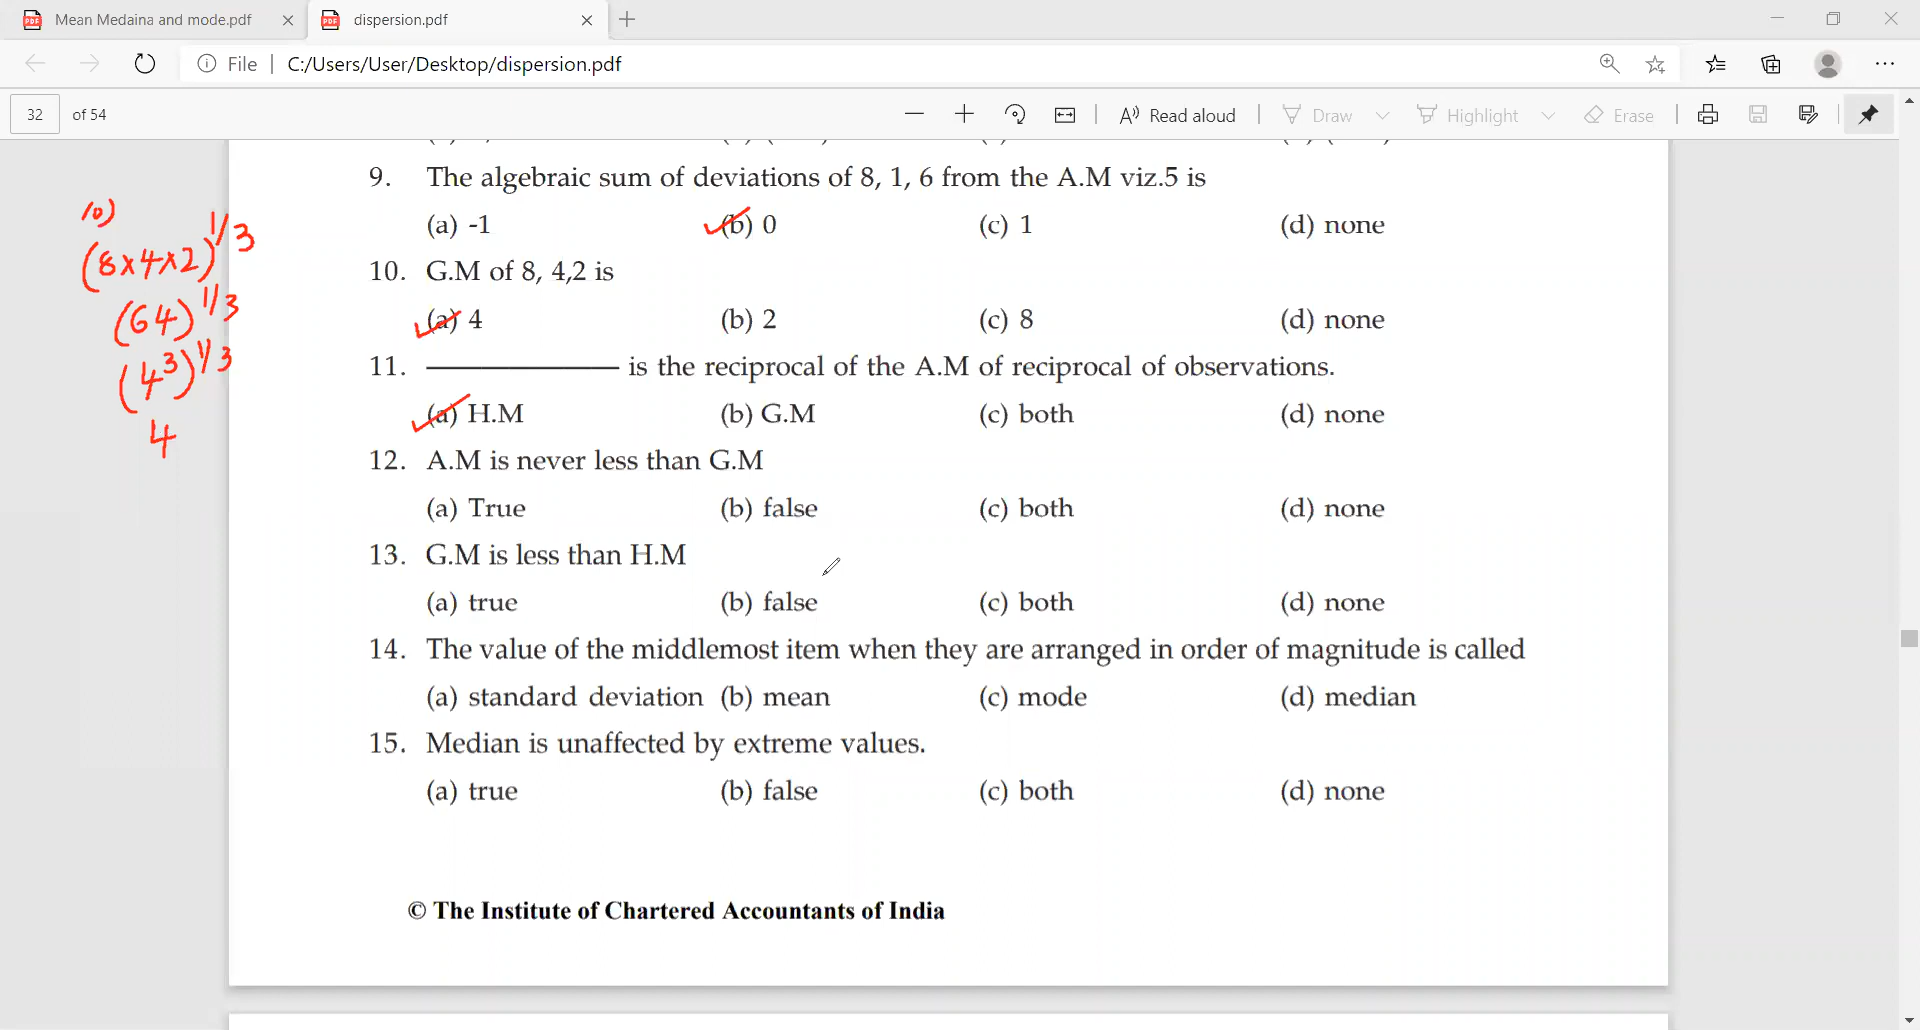 Mean Medaina and mode.pdf
dispersion.pdf
File C:/Users/User/Desktop/dispersion.pdf
32 of 54
Read aloud Draw Highlight Erase
9. The algebraic sum of deviations of 8, 1, 6 from the A.M viz.5 is
(a) -1 (b) 0 (c) 1 (d) none
10. G.M of 8, 4,2 is
(a) 4 (b) 2 (c) 8 (d) none
11. ____________ is the reciprocal of the A.M of reciprocal of observations.
(a) H.M (b) G.M (c) both (d) none
12. A.M is never less than G.M
(a) True (b) false (c) both (d) none
13. G.M is less than H.M
(a) true (b) false (c) both (d) none
14. The value of the middlemost item when they are arranged in order of magnitude is called
(a) standard deviation (b) mean (c) mode (d) median
15. Median is unaffected by extreme values.
(a) true (b) false (c) both (d) none
© The Institute of Chartered Accountants of India
10)
(8×4×2)^1/3
(64)^1/3
(4^3)^1/3
4